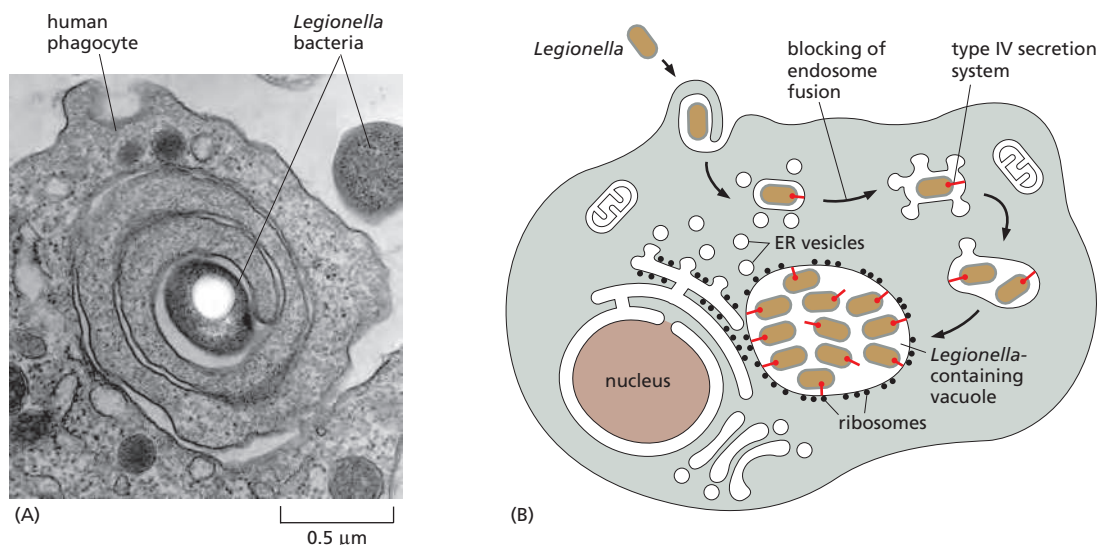 human
phagocyte
Legionella
bacteria
(A)
0.5 µm
Legionella
blocking of
endosome
fusion
type IV secretion
system
ER vesicles
nucleus
Legionella-
containing
vacuole
ribosomes
(B)